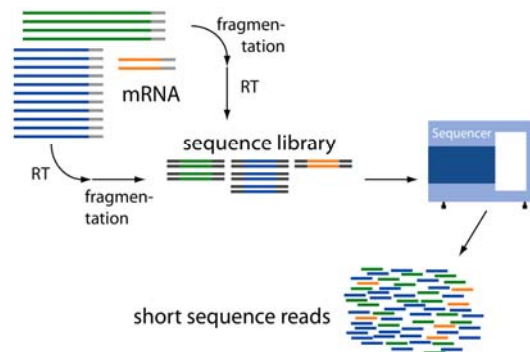 fragmen-
tation
RT
mRNA
sequence library
RT
fragmen-
tation
Sequencer
short sequence reads